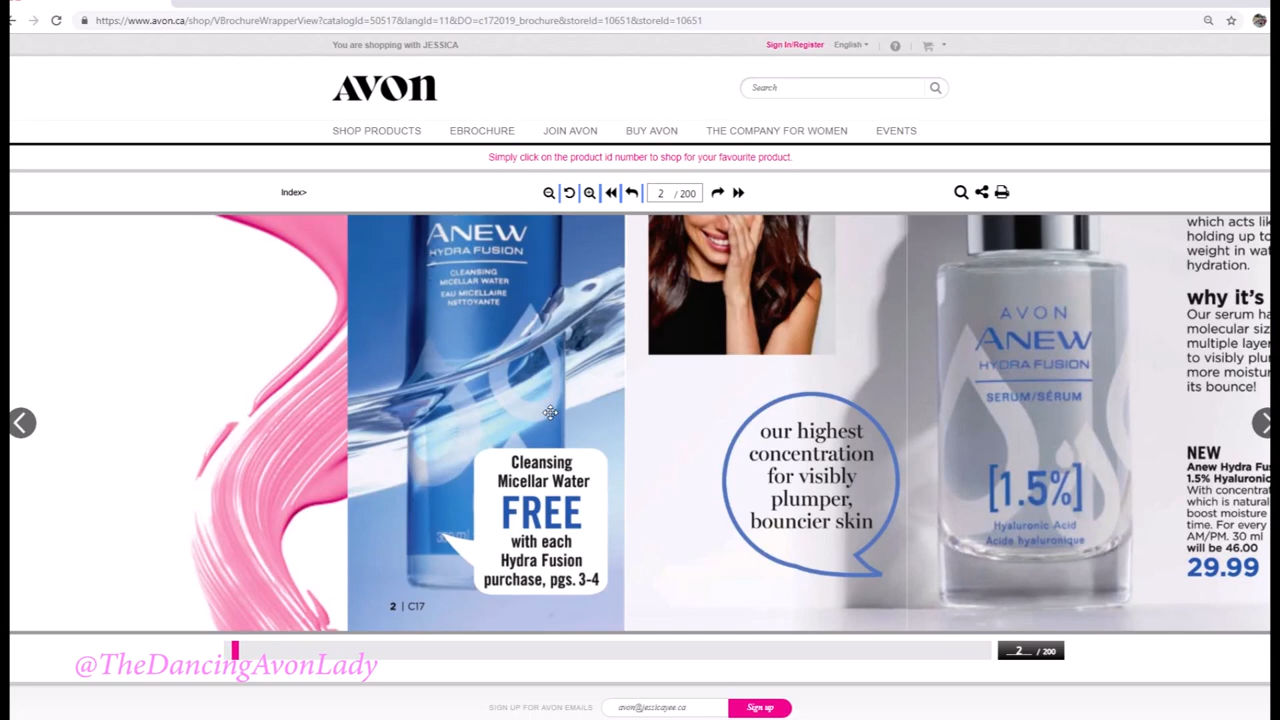 https://www.avon.ca/shop/VBrochureWrapperView?catalogId=50517&langId=11&DO=c172019_brochure&storeId=10651&storeId=10651
You are shopping with JESSICA
Sign In/Register English
AVON
Search
SHOP PRODUCTS EBROCHURE JOIN AVON BUY AVON THE COMPANY FOR WOMEN EVENTS
Simply click on the product id number to shop for your favourite product.
Index>
2 / 200
ANEW
HYDRA FUSION
CLEANSING
MICELLAR WATER
EAU MICELLAIRE
NETTOYANTE
Cleansing
Micellar Water
FREE
with each
Hydra Fusion
purchase, pgs. 3-4
2 | C17
our highest
concentration
for visibly
plumper,
bouncier skin
AVON
ANEW
HYDRA FUSION
SERUM/SÉRUM
[1.5%]
Hyaluronic Acid
Acide hyaluronique
which acts lik
holding up to
weight in wat
hydration.
why it's
Our serum ha
molecular siz
multiple layer
to visibly plu
more moistur
its bounce!
NEW
Anew Hydra Fu
1.5% Hyaluronic
With concentrat
which is natural
boost moisture
time. For every
AM/PM. 30 ml
will be 46.00
29.99
2 / 200
@TheDancingAvonLady
SIGN UP FOR AVON EMAILS avon@jessicayee.ca Sign up